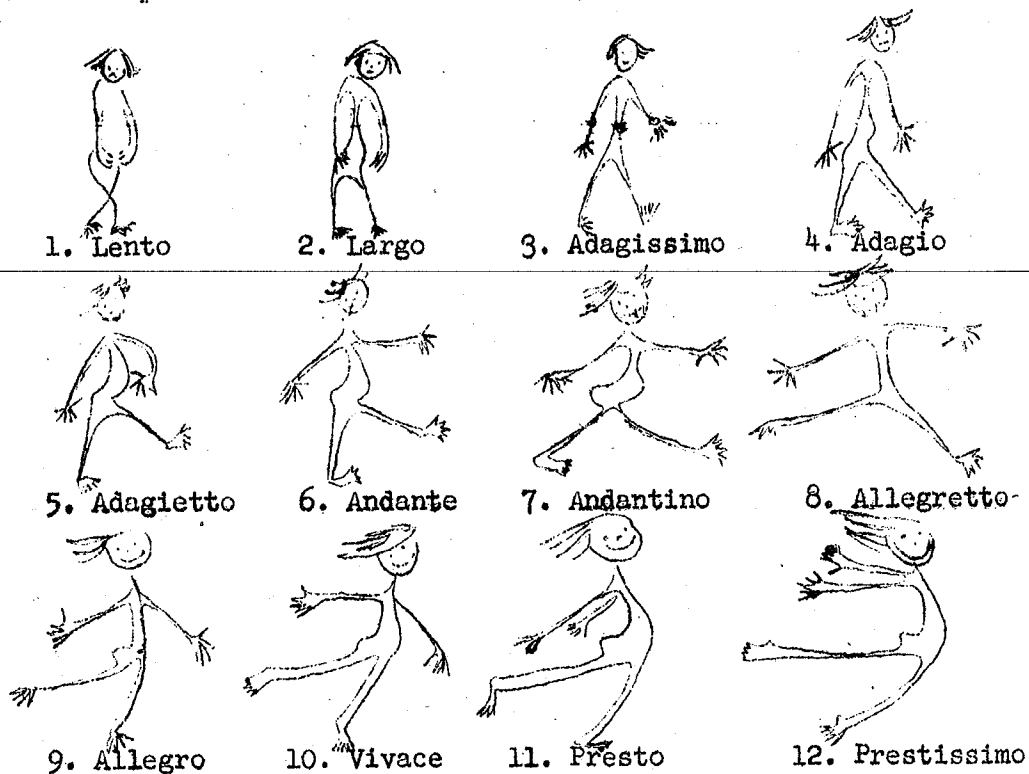 1. Lento 2. Largo 3. Adagissimo 4. Adagio
5. Adagietto 6. Andante 7. Andantino 8. Allegretto
9. Allegro 10. Vivace 11. Presto 12. Prestissimo